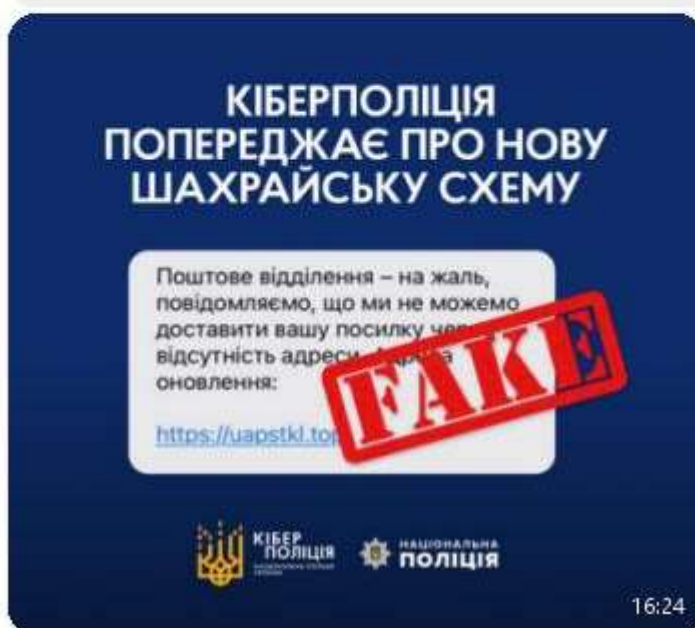 КІБЕРПОЛІЦІЯ
ПОПЕРЕДЖАЄ ПРО НОВУ
ШАХРАЙСЬКУ СХЕМУ
Поштове відділення – на жаль,
повідомляємо, що ми не можемо
доставити вашу посилку
відсутність адреси
оновлення:
https://uapstkl.top
FAKE
КІБЕР
ПОЛІЦІЯ
НАЦІОНАЛЬНА
ПОЛІЦІЯ
16:24